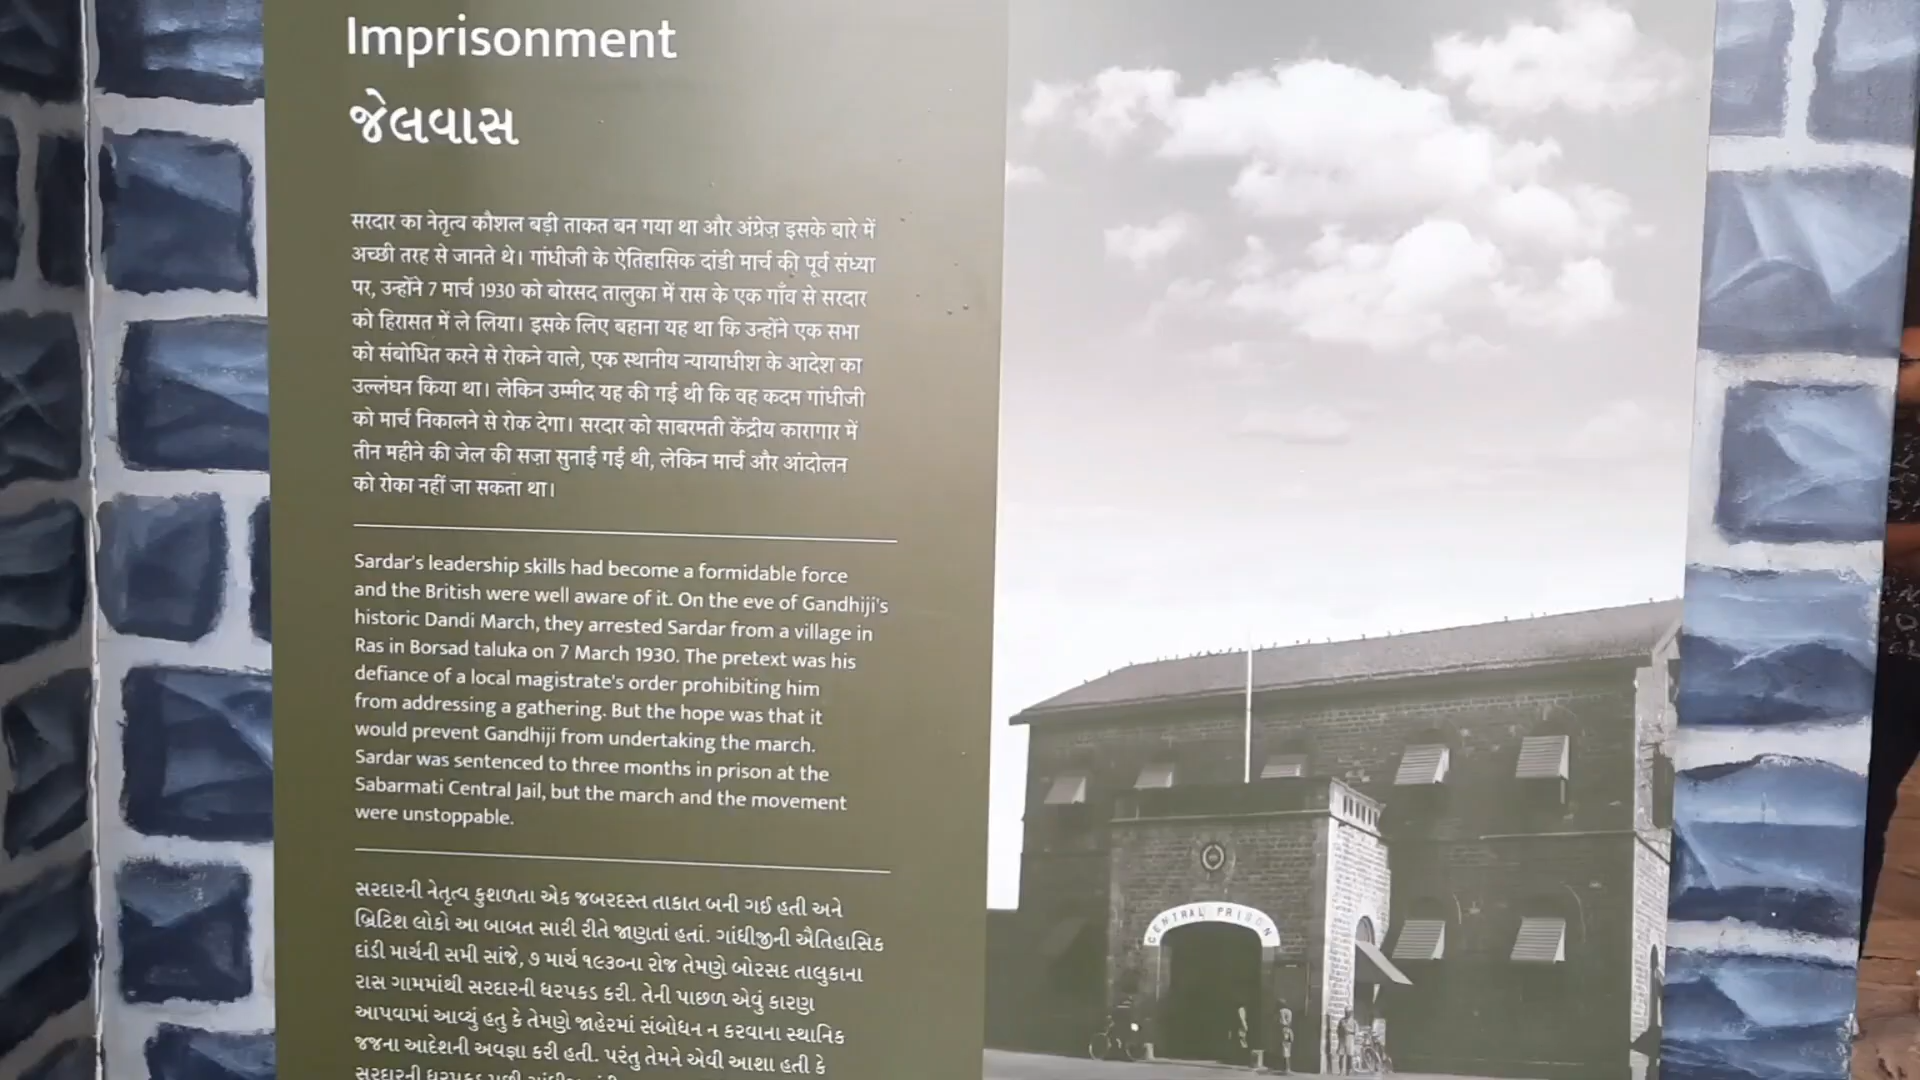 Imprisonment
જેલવાસ
सरदार का नेतृत्व कौशल बड़ी ताकत बन गया था और अंग्रेज़ इसके बारे में
अच्छी तरह से जानते थे। गांधीजी के ऐतिहासिक दांडी मार्च की पूर्व संध्या
पर, उन्होंने 7 मार्च 1930 को बोरसद तालुका में रास के एक गाँव से सरदार
को हिरासत में ले लिया। इसके लिए बहाना यह था कि उन्होंने एक सभा
को संबोधित करने से रोकने वाले, एक स्थानीय न्यायाधीश के आदेश का
उल्लंघन किया था। लेकिन उम्मीद यह की गई थी कि वह कदम गांधीजी
को मार्च निकालने से रोक देगा। सरदार को साबरमती केंद्रीय कारागार में
तीन महीने की जेल की सज़ा सुनाई गई थी, लेकिन मार्च और आंदोलन
को रोका नहीं जा सकता था।
Sardar's leadership skills had become a formidable force
and the British were well aware of it. On the eve of Gandhiji's
historic Dandi March, they arrested Sardar from a village in
Ras in Borsad taluka on 7 March 1930. The pretext was his
defiance of a local magistrate's order prohibiting him
from addressing a gathering. But the hope was that it
would prevent Gandhiji from undertaking the march.
Sardar was sentenced to three months in prison at the
Sabarmati Central Jail, but the march and the movement
were unstoppable.
સરદારની નેતૃત્વ કુશળતા એક જબરદસ્ત તાકાત બની ગઈ હતી અને
બ્રિટિશ લોકો આ બાબત સારી રીતે જાણતાં હતાં. ગાંધીજીની ઐતિહાસિક
દાંડી માર્ચની સમી સાંજે, ૭ માર્ચ ૧૯૩૦ના રોજ તેમણે બોરસદ તાલુકાના
રાસ ગામમાંથી સરદારની ધરપકડ કરી. તેની પાછળ એવું કારણ
આપવામાં આવ્યું હતુ કે તેમણે જાહેરમાં સંબોધન ન કરવાના સ્થાનિક
જજના આદેશની અવજ્ઞા કરી હતી. પરંતુ તેમને એવી આશા હતી કે
CENTRAL PRISON